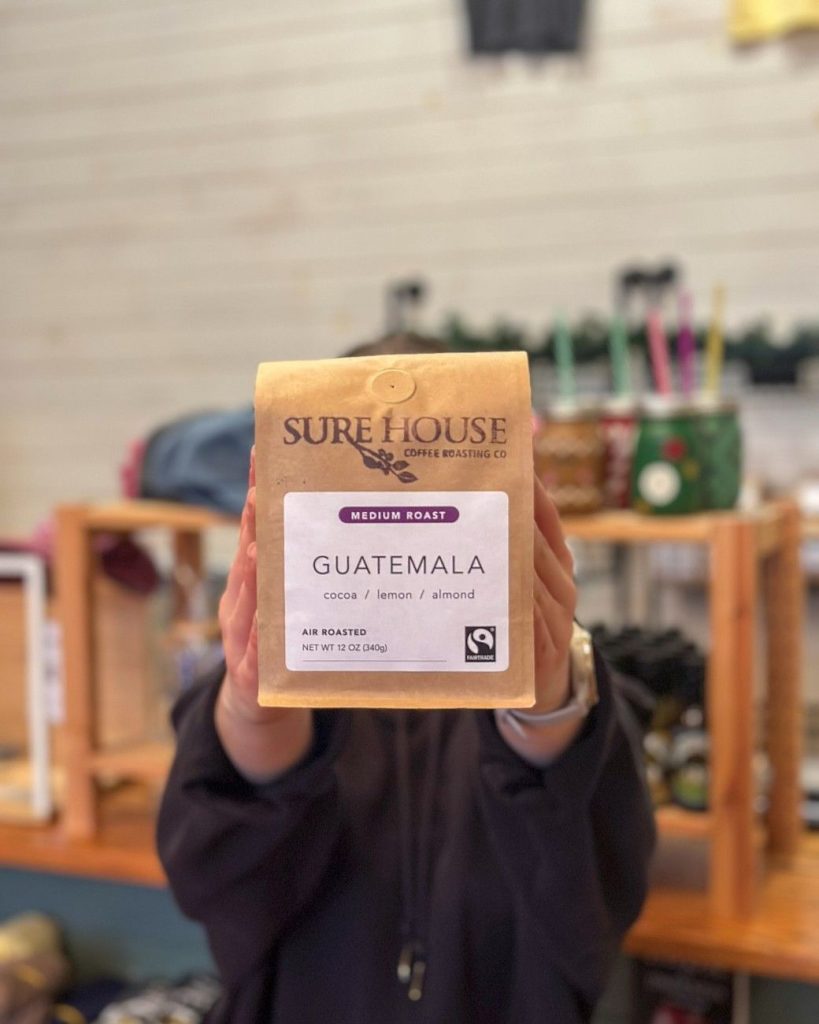 SURE HOUSE
COFFEE ROASTING CO
MEDIUM ROAST
GUATEMALA
cocoa / lemon / almond
AIR ROASTED
NET WT 12 OZ (340g)
FAIRTRADE